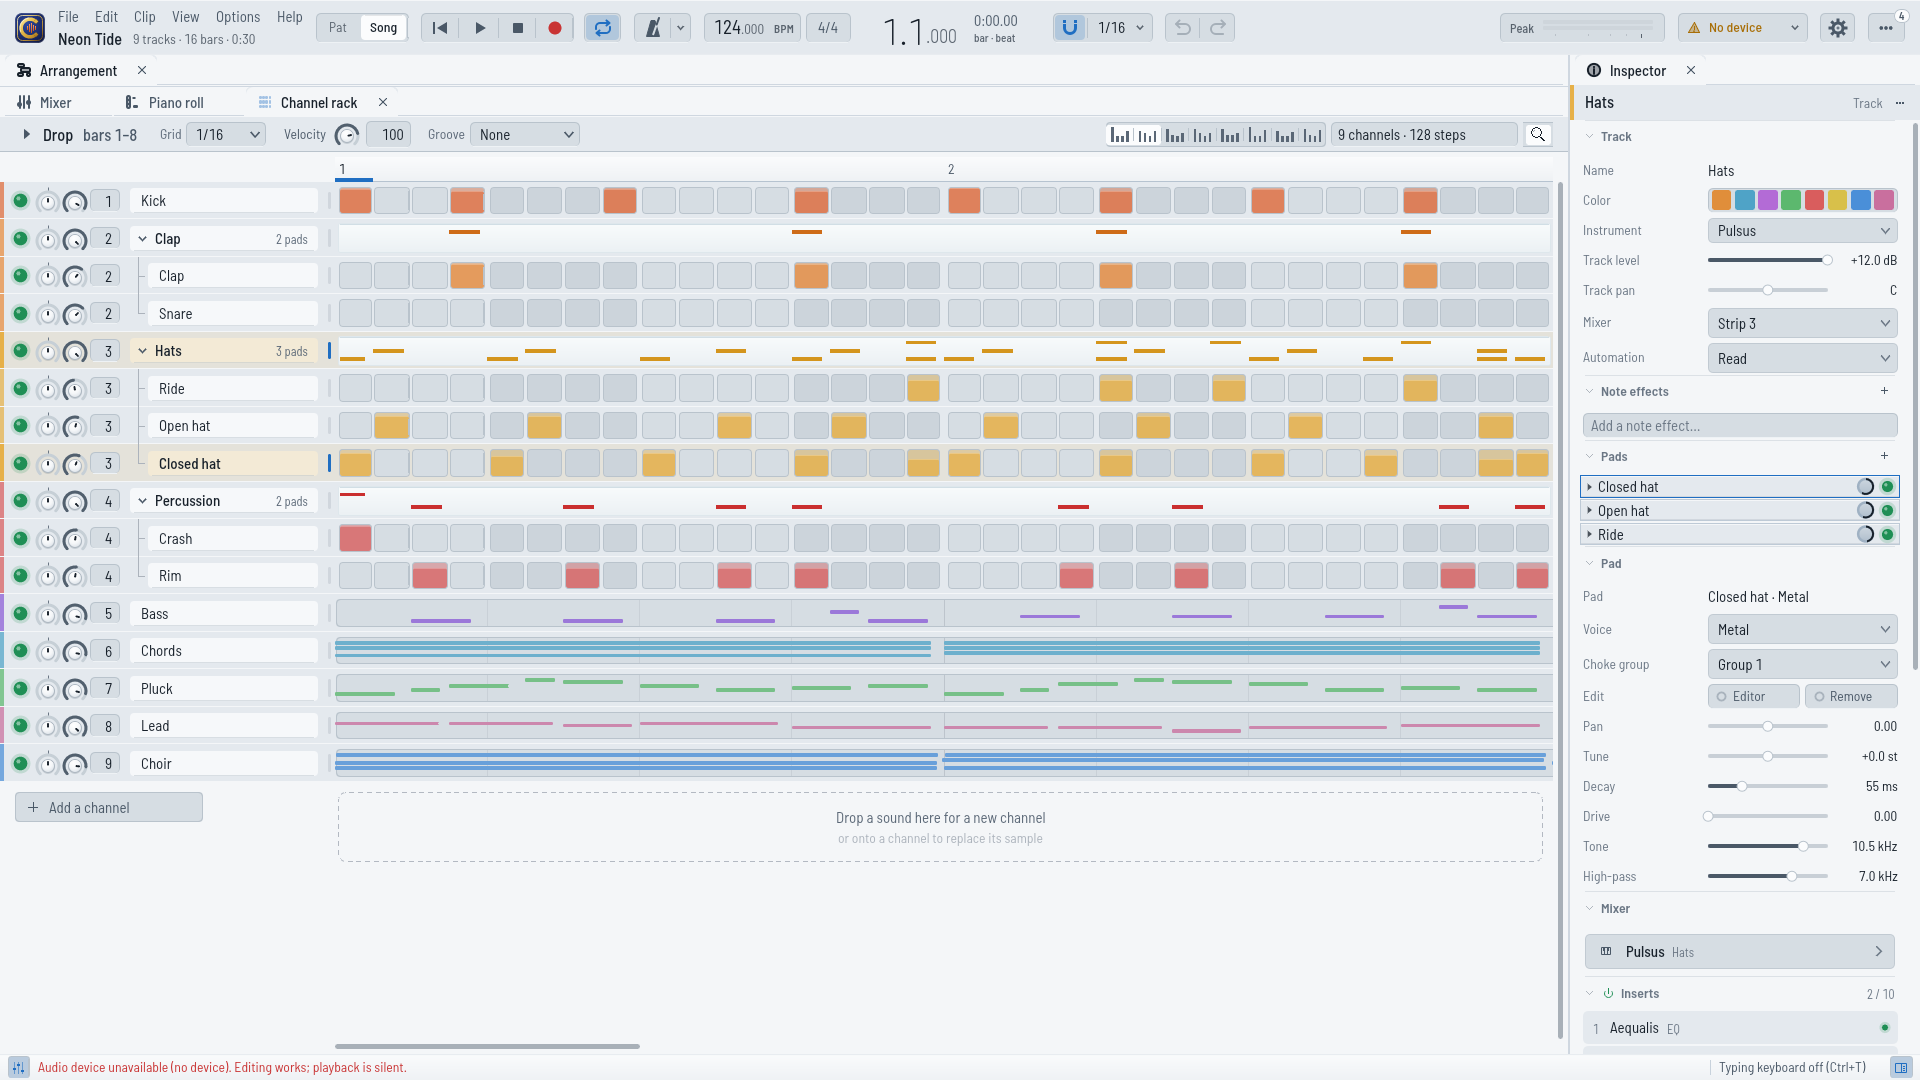 File Edit Clip View Options Help
Neon Tide 9 tracks · 16 bars · 0:30
Pat Song
124.000 BPM 4/4
1.1.000
0:00.00
bar · beat
1/16
Peak
No device
4
Arrangement
Mixer Piano roll Channel rack
Drop bars 1–8 Grid 1/16 Velocity 100 Groove None 9 channels · 128 steps
1 2
1 Kick
2 Clap 2 pads
2 Clap
2 Snare
3 Hats 3 pads
3 Ride
3 Open hat
3 Closed hat
4 Percussion 2 pads
4 Crash
4 Rim
5 Bass
6 Chords
7 Pluck
8 Lead
9 Choir
Add a channel
Drop a sound here for a new channel
or onto a channel to replace its sample
Audio device unavailable (no device). Editing works; playback is silent.
Inspector
Hats Track
Track
Name Hats
Color
Instrument Pulsus
Track level +12.0 dB
Track pan C
Mixer Strip 3
Automation Read
Note effects
Add a note effect...
Pads
Closed hat
Open hat
Ride
Pad
Pad Closed hat · Metal
Voice Metal
Choke group Group 1
Edit Editor Remove
Pan 0.00
Tune +0.0 st
Decay 55 ms
Drive 0.00
Tone 10.5 kHz
High-pass 7.0 kHz
Mixer
Pulsus Hats
Inserts 2 / 10
1 Aequalis EQ
Typing keyboard off (Ctrl+T)